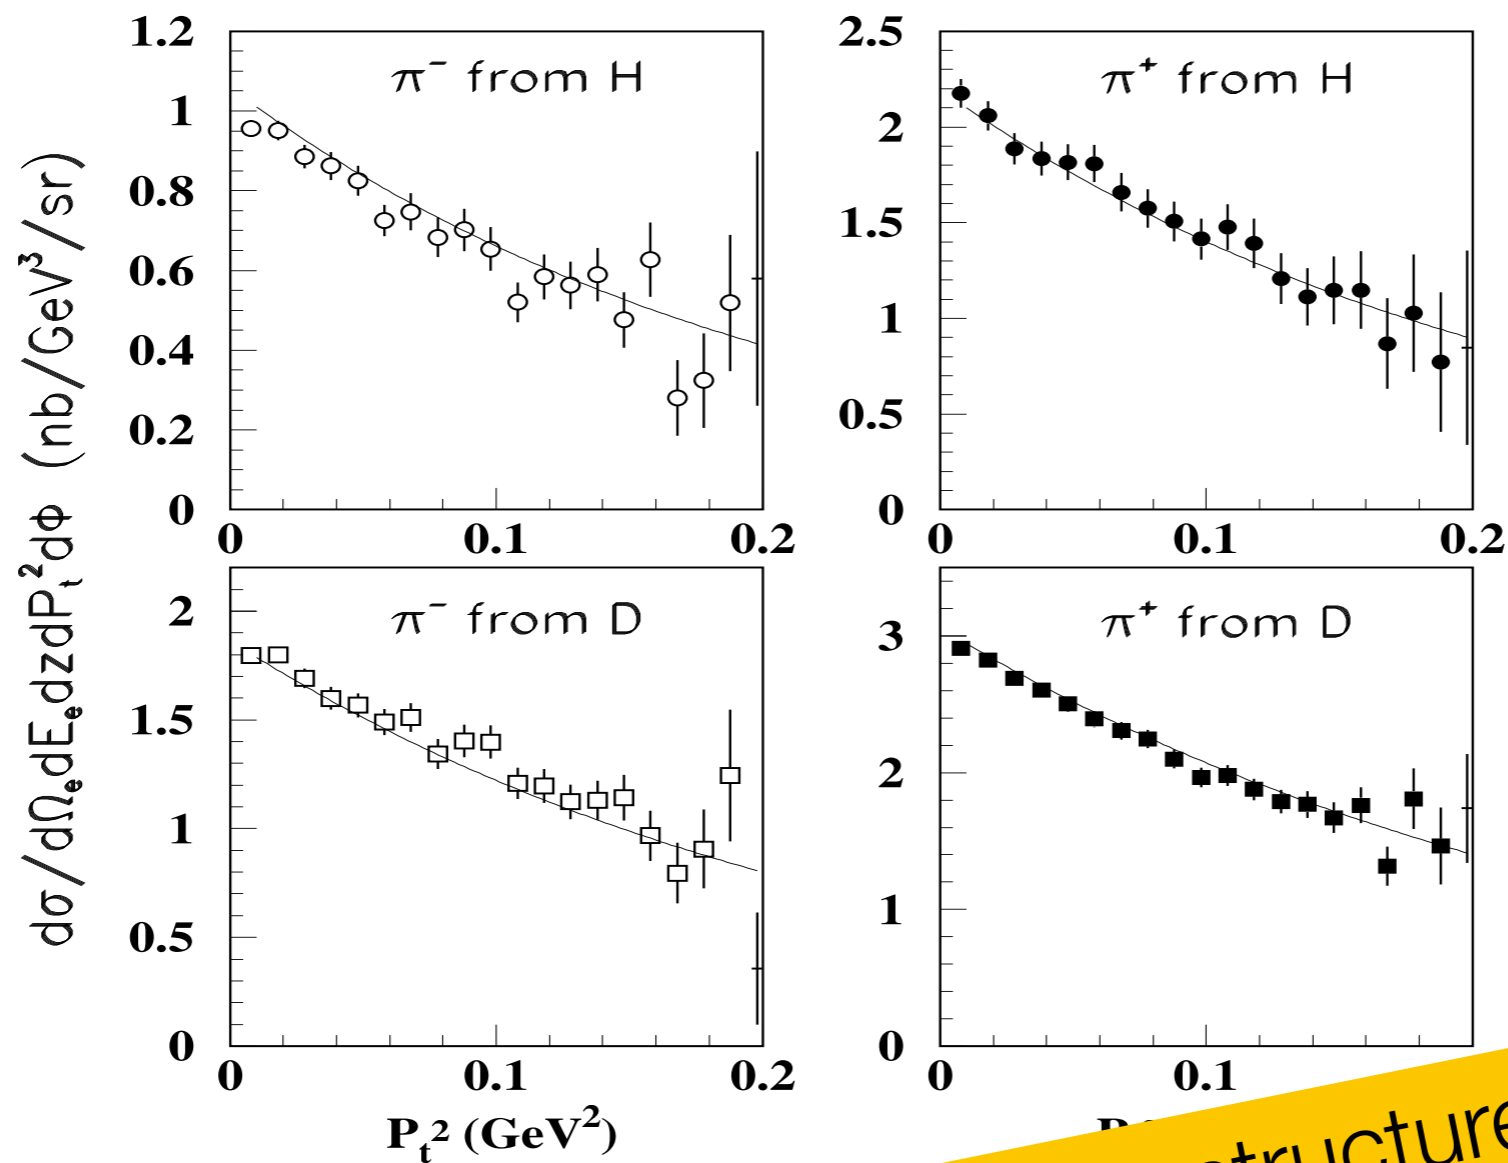 dσ/dΩₑdEₑdzdPₜ²dϕ (nb/GeV³/sr)
π⁻ from H
1.2
1
0.8
0.6
0.4
0.2
0
0 0.1 0.2
π⁺ from H
2.5
2
1.5
1
0.5
0
0 0.1 0.2
π⁻ from D
2
1.5
1
0.5
0
0 0.1 0.2
Pₜ² (GeV²)
π⁺ from D
3
2
1
0
0 0.1